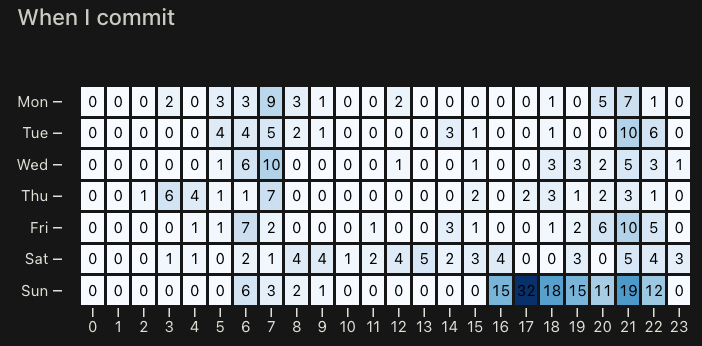 When I commit
Mon 0 0 0 2 0 3 3 9 3 1 0 0 2 0 0 0 0 0 1 0 5 7 1 0
Tue 0 0 0 0 0 4 4 5 2 1 0 0 0 0 3 1 0 0 1 0 0 10 6 0
Wed 0 0 0 0 0 1 6 10 0 0 0 0 1 0 0 1 0 0 3 3 2 5 3 1
Thu 0 0 1 6 4 1 1 7 0 0 0 0 0 0 0 2 0 2 3 1 2 3 1 0
Fri 0 0 0 0 1 1 7 2 0 0 0 1 0 0 3 1 0 0 1 2 6 10 5 0
Sat 0 0 0 1 1 0 2 1 4 4 1 2 4 5 2 3 4 0 0 3 0 5 4 3
Sun 0 0 0 0 0 0 6 3 2 1 0 0 0 0 0 0 15 32 18 15 11 19 12 0
0 1 2 3 4 5 6 7 8 9 10 11 12 13 14 15 16 17 18 19 20 21 22 23